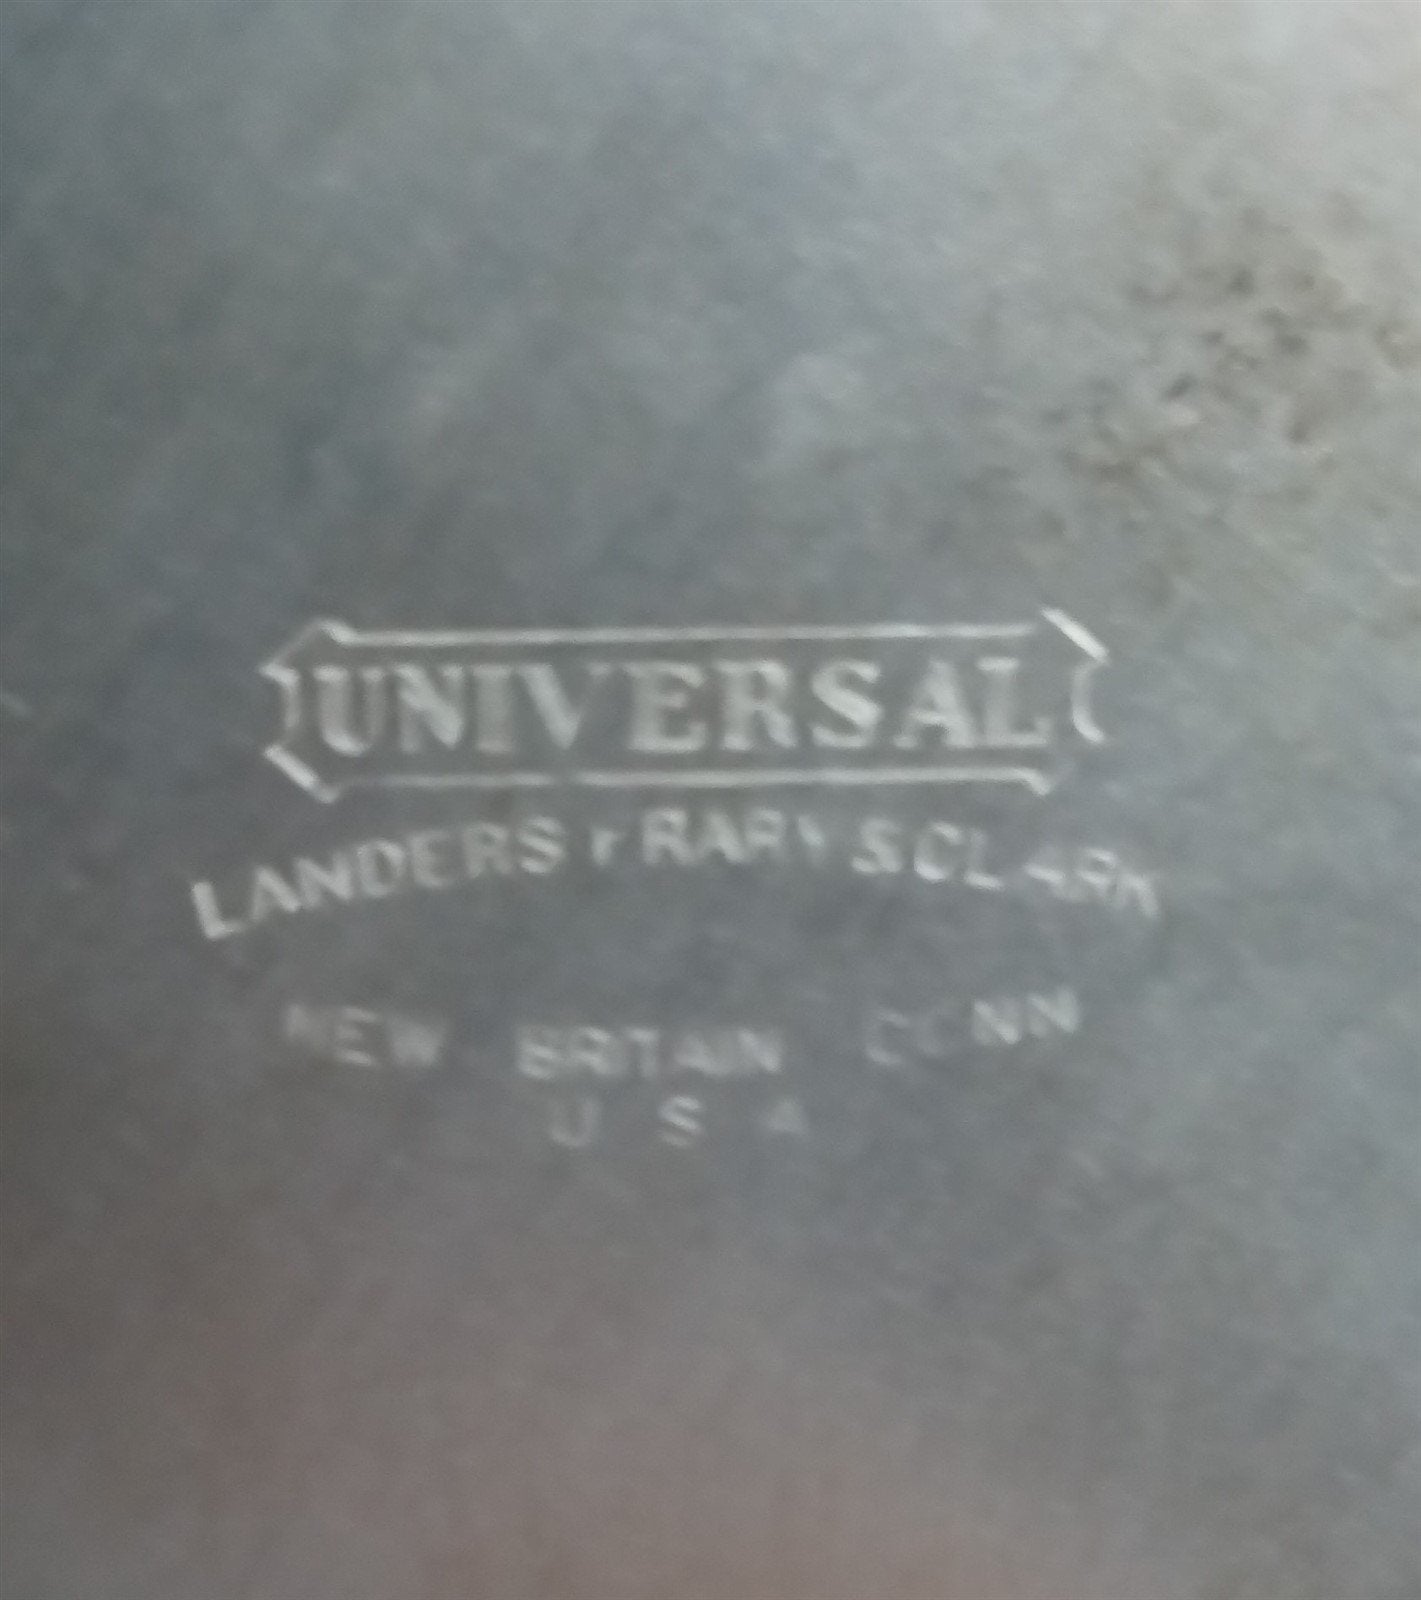 UNIVERSAL
LANDERS FRARY & CLARK
NEW BRITAIN CONN
U S A